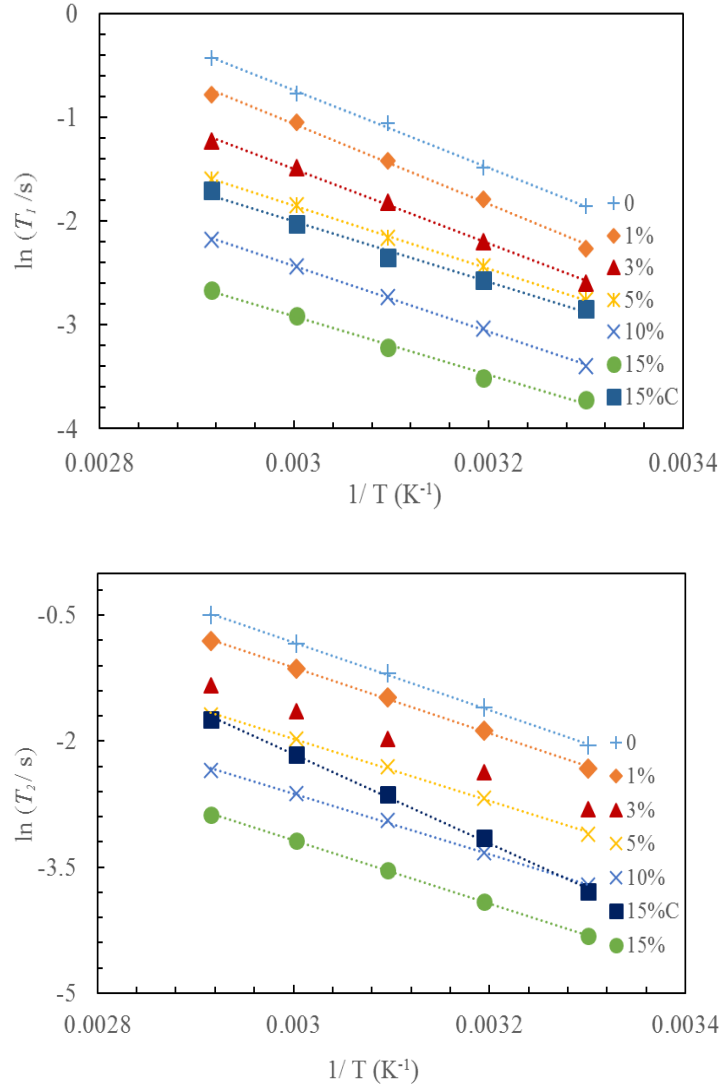 0
-1
-2
-3
-4
ln (T1 /s)
0
1%
3%
5%
10%
15%
15%C
0.0028 0.003 0.0032 0.0034
1/ T (K-1)
-0.5
-2
-3.5
-5
ln (T2 / s)
0
1%
3%
5%
10%
15%C
15%
0.0028 0.003 0.0032 0.0034
1/ T (K-1)